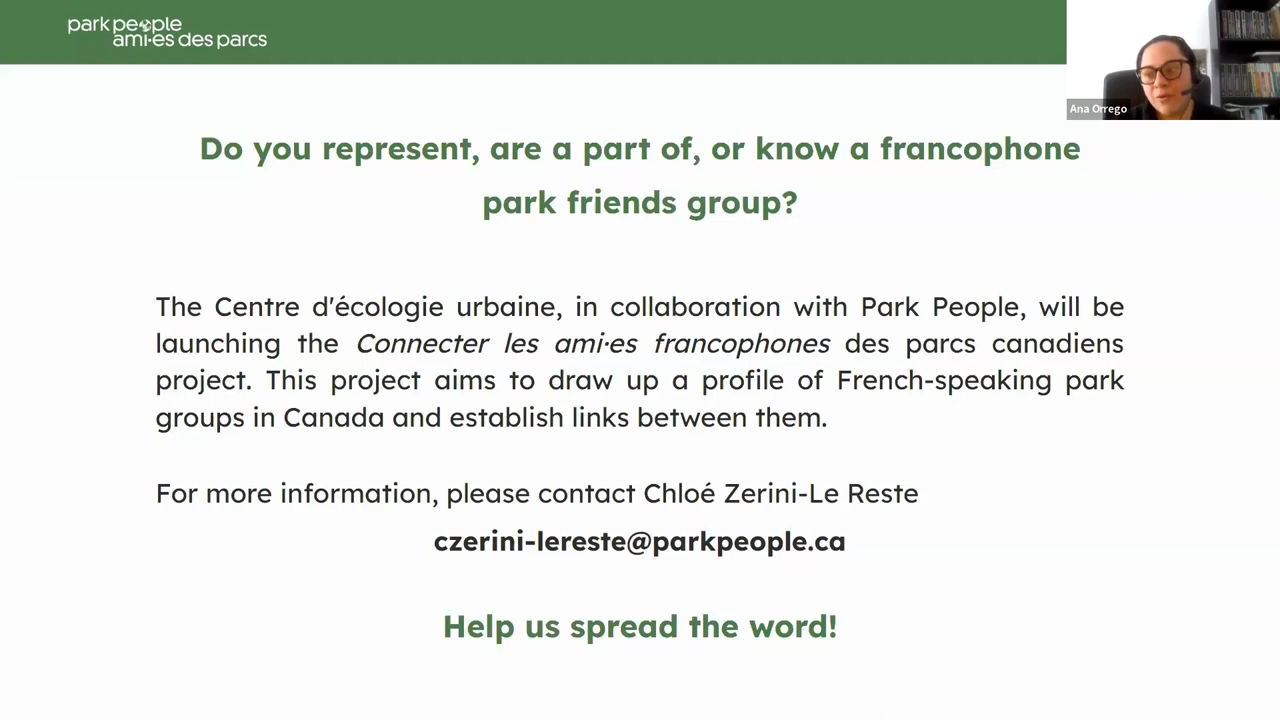 park people
ami·es des parcs
Ana Orrego
Do you represent, are a part of, or know a francophone
park friends group?
The Centre d'écologie urbaine, in collaboration with Park People, will be
launching the Connecter les ami·es francophones des parcs canadiens
project. This project aims to draw up a profile of French-speaking park
groups in Canada and establish links between them.
For more information, please contact Chloé Zerini-Le Reste
czerini-lereste@parkpeople.ca
Help us spread the word!